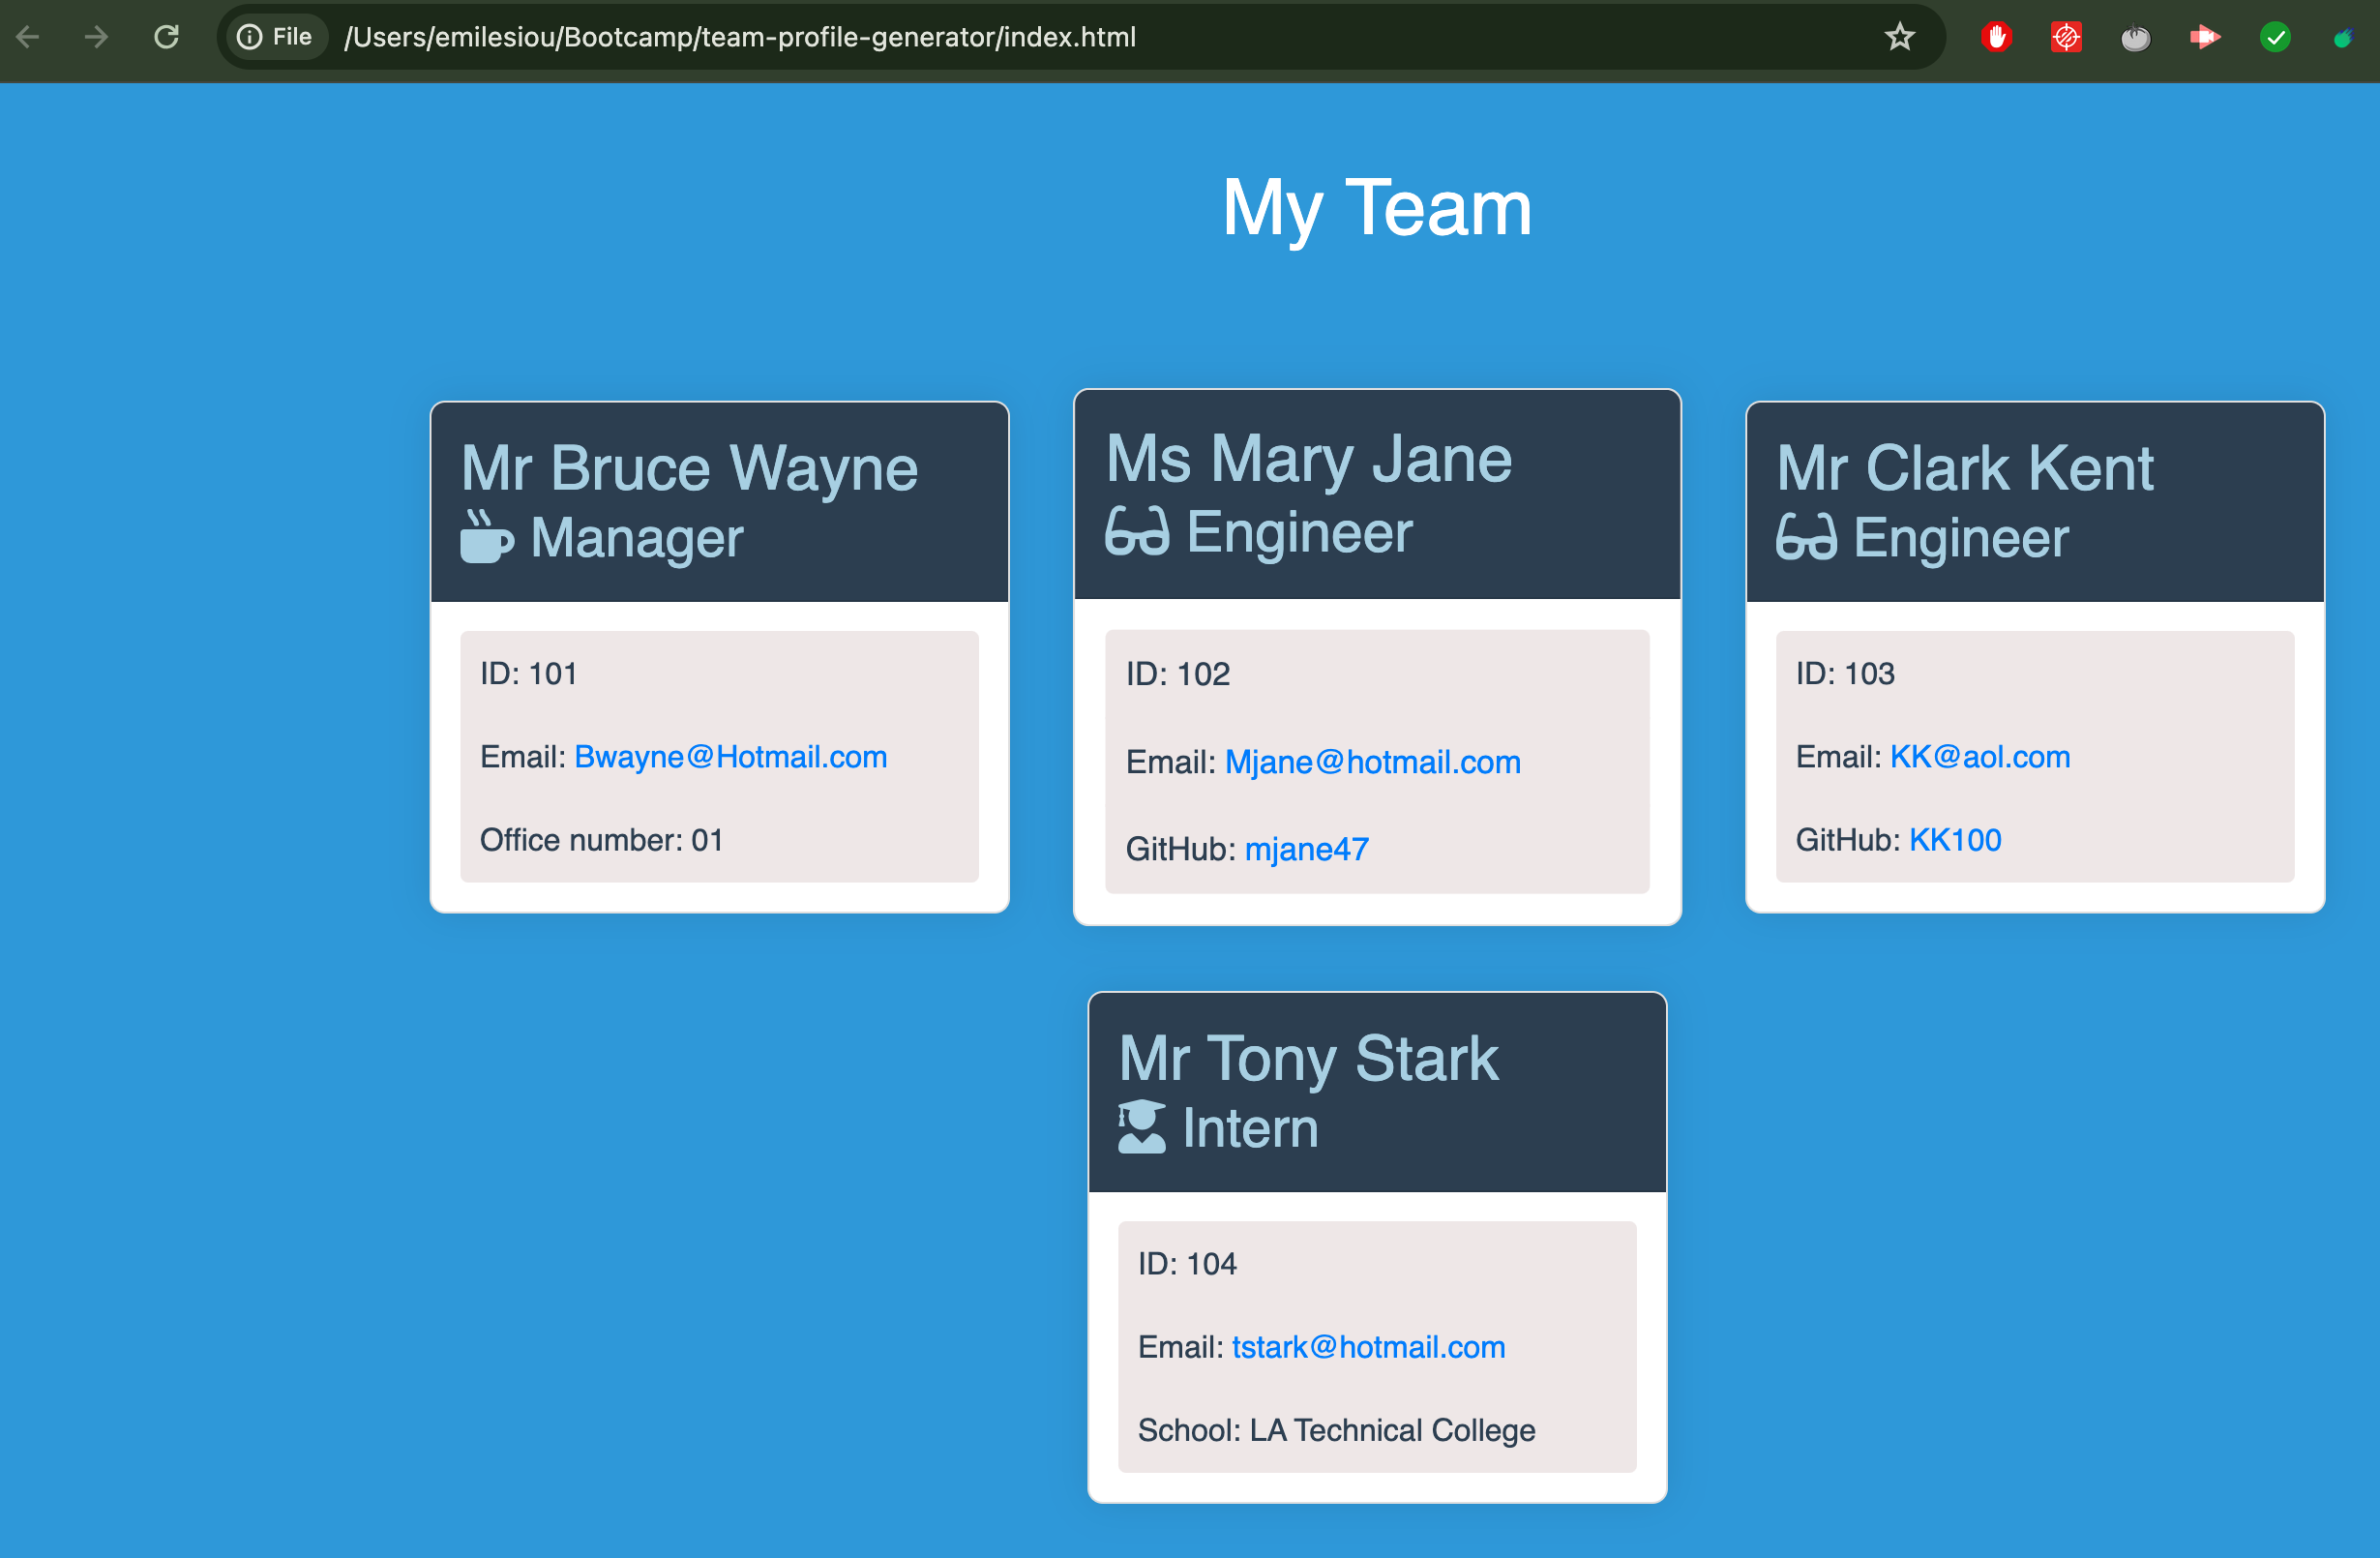 File /Users/emilesiou/Bootcamp/team-profile-generator/index.html
My Team
Mr Bruce Wayne
Manager
ID: 101
Email: Bwayne@Hotmail.com
Office number: 01
Ms Mary Jane
Engineer
ID: 102
Email: Mjane@hotmail.com
GitHub: mjane47
Mr Clark Kent
Engineer
ID: 103
Email: KK@aol.com
GitHub: KK100
Mr Tony Stark
Intern
ID: 104
Email: tstark@hotmail.com
School: LA Technical College